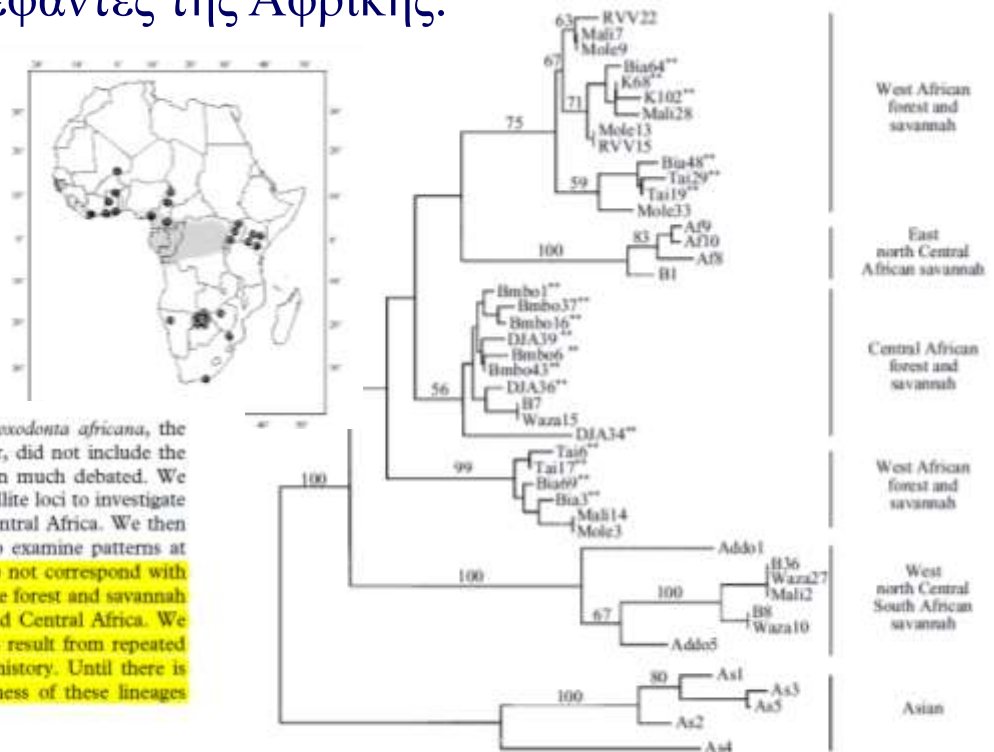 της Αφρικής.
oxodonta africana, the
, did not include the
n much debated. We
llite loci to investigate
entral Africa. We then
examine patterns at
not correspond with
e forest and savannah
d Central Africa. We
result from repeated
history. Until there is
ness of these lineages
63
RVV22
Mali7
Mole9
67
Bia64**
K68**
71
K102**
Mali28
75
Mole13
RVV15
Bia48**
59
Tai29**
Tai19**
Mole33
West African
forest and
savannah
Af9
83
Af10
100
Af8
B1
East
north Central
African savannah
Bmbo1**
Bmbo37**
Bmbo16**
DJA39**
Bmbo6**
Bmbo43**
56
DJA36**
B7
Waza15
DJA34**
Central African
forest and
savannah
Tai6**
99
Tai17**
Bia69**
Bia3**
Mali14
Mole3
West African
forest and
savannah
100
Addo1
100
B36
Waza27
100
Mali2
67
B8
Waza10
Addo5
West
north Central
South African
savannah
80
As1
100
As3
As5
As2
As4
Asian